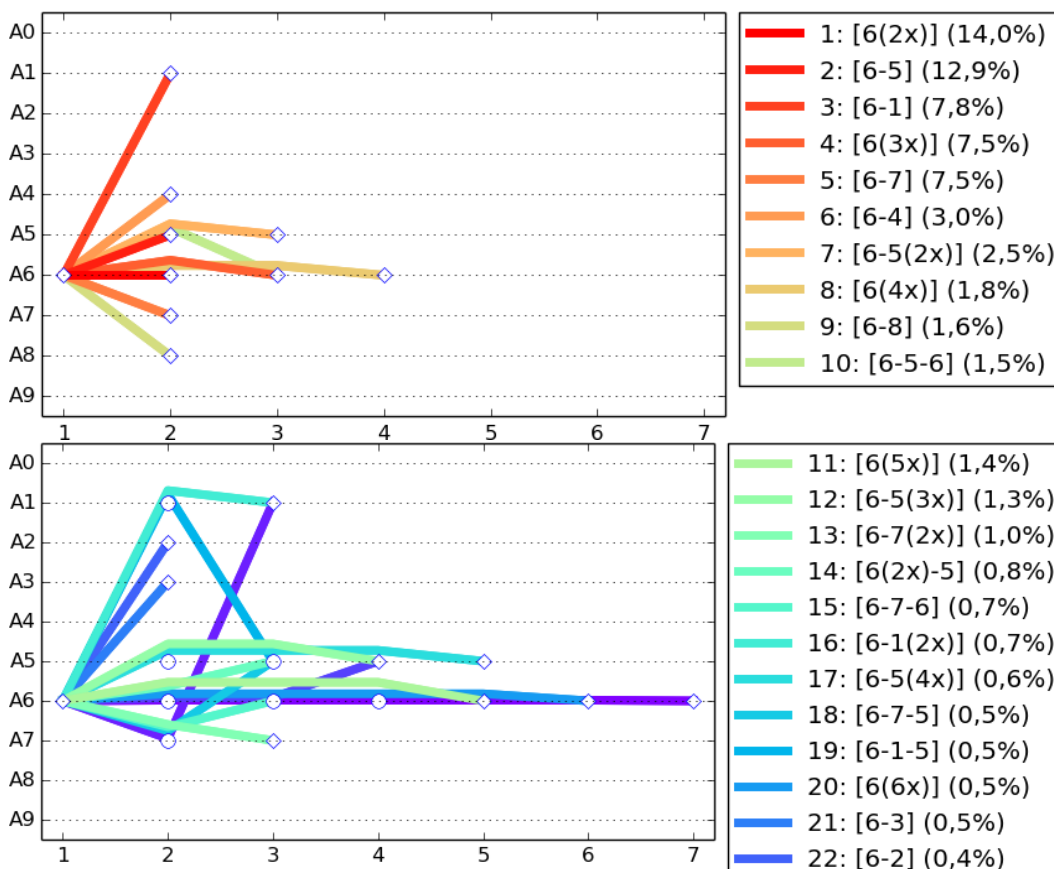 A0
A1
A2
A3
A4
A5
A6
A7
A8
A9
1 2 3 4 5 6 7
1: [6(2x)] (14,0%)
2: [6-5] (12,9%)
3: [6-1] (7,8%)
4: [6(3x)] (7,5%)
5: [6-7] (7,5%)
6: [6-4] (3,0%)
7: [6-5(2x)] (2,5%)
8: [6(4x)] (1,8%)
9: [6-8] (1,6%)
10: [6-5-6] (1,5%)
A0
A1
A2
A3
A4
A5
A6
A7
A8
A9
1 2 3 4 5 6 7
11: [6(5x)] (1,4%)
12: [6-5(3x)] (1,3%)
13: [6-7(2x)] (1,0%)
14: [6(2x)-5] (0,8%)
15: [6-7-6] (0,7%)
16: [6-1(2x)] (0,7%)
17: [6-5(4x)] (0,6%)
18: [6-7-5] (0,5%)
19: [6-1-5] (0,5%)
20: [6(6x)] (0,5%)
21: [6-3] (0,5%)
22: [6-2] (0,4%)